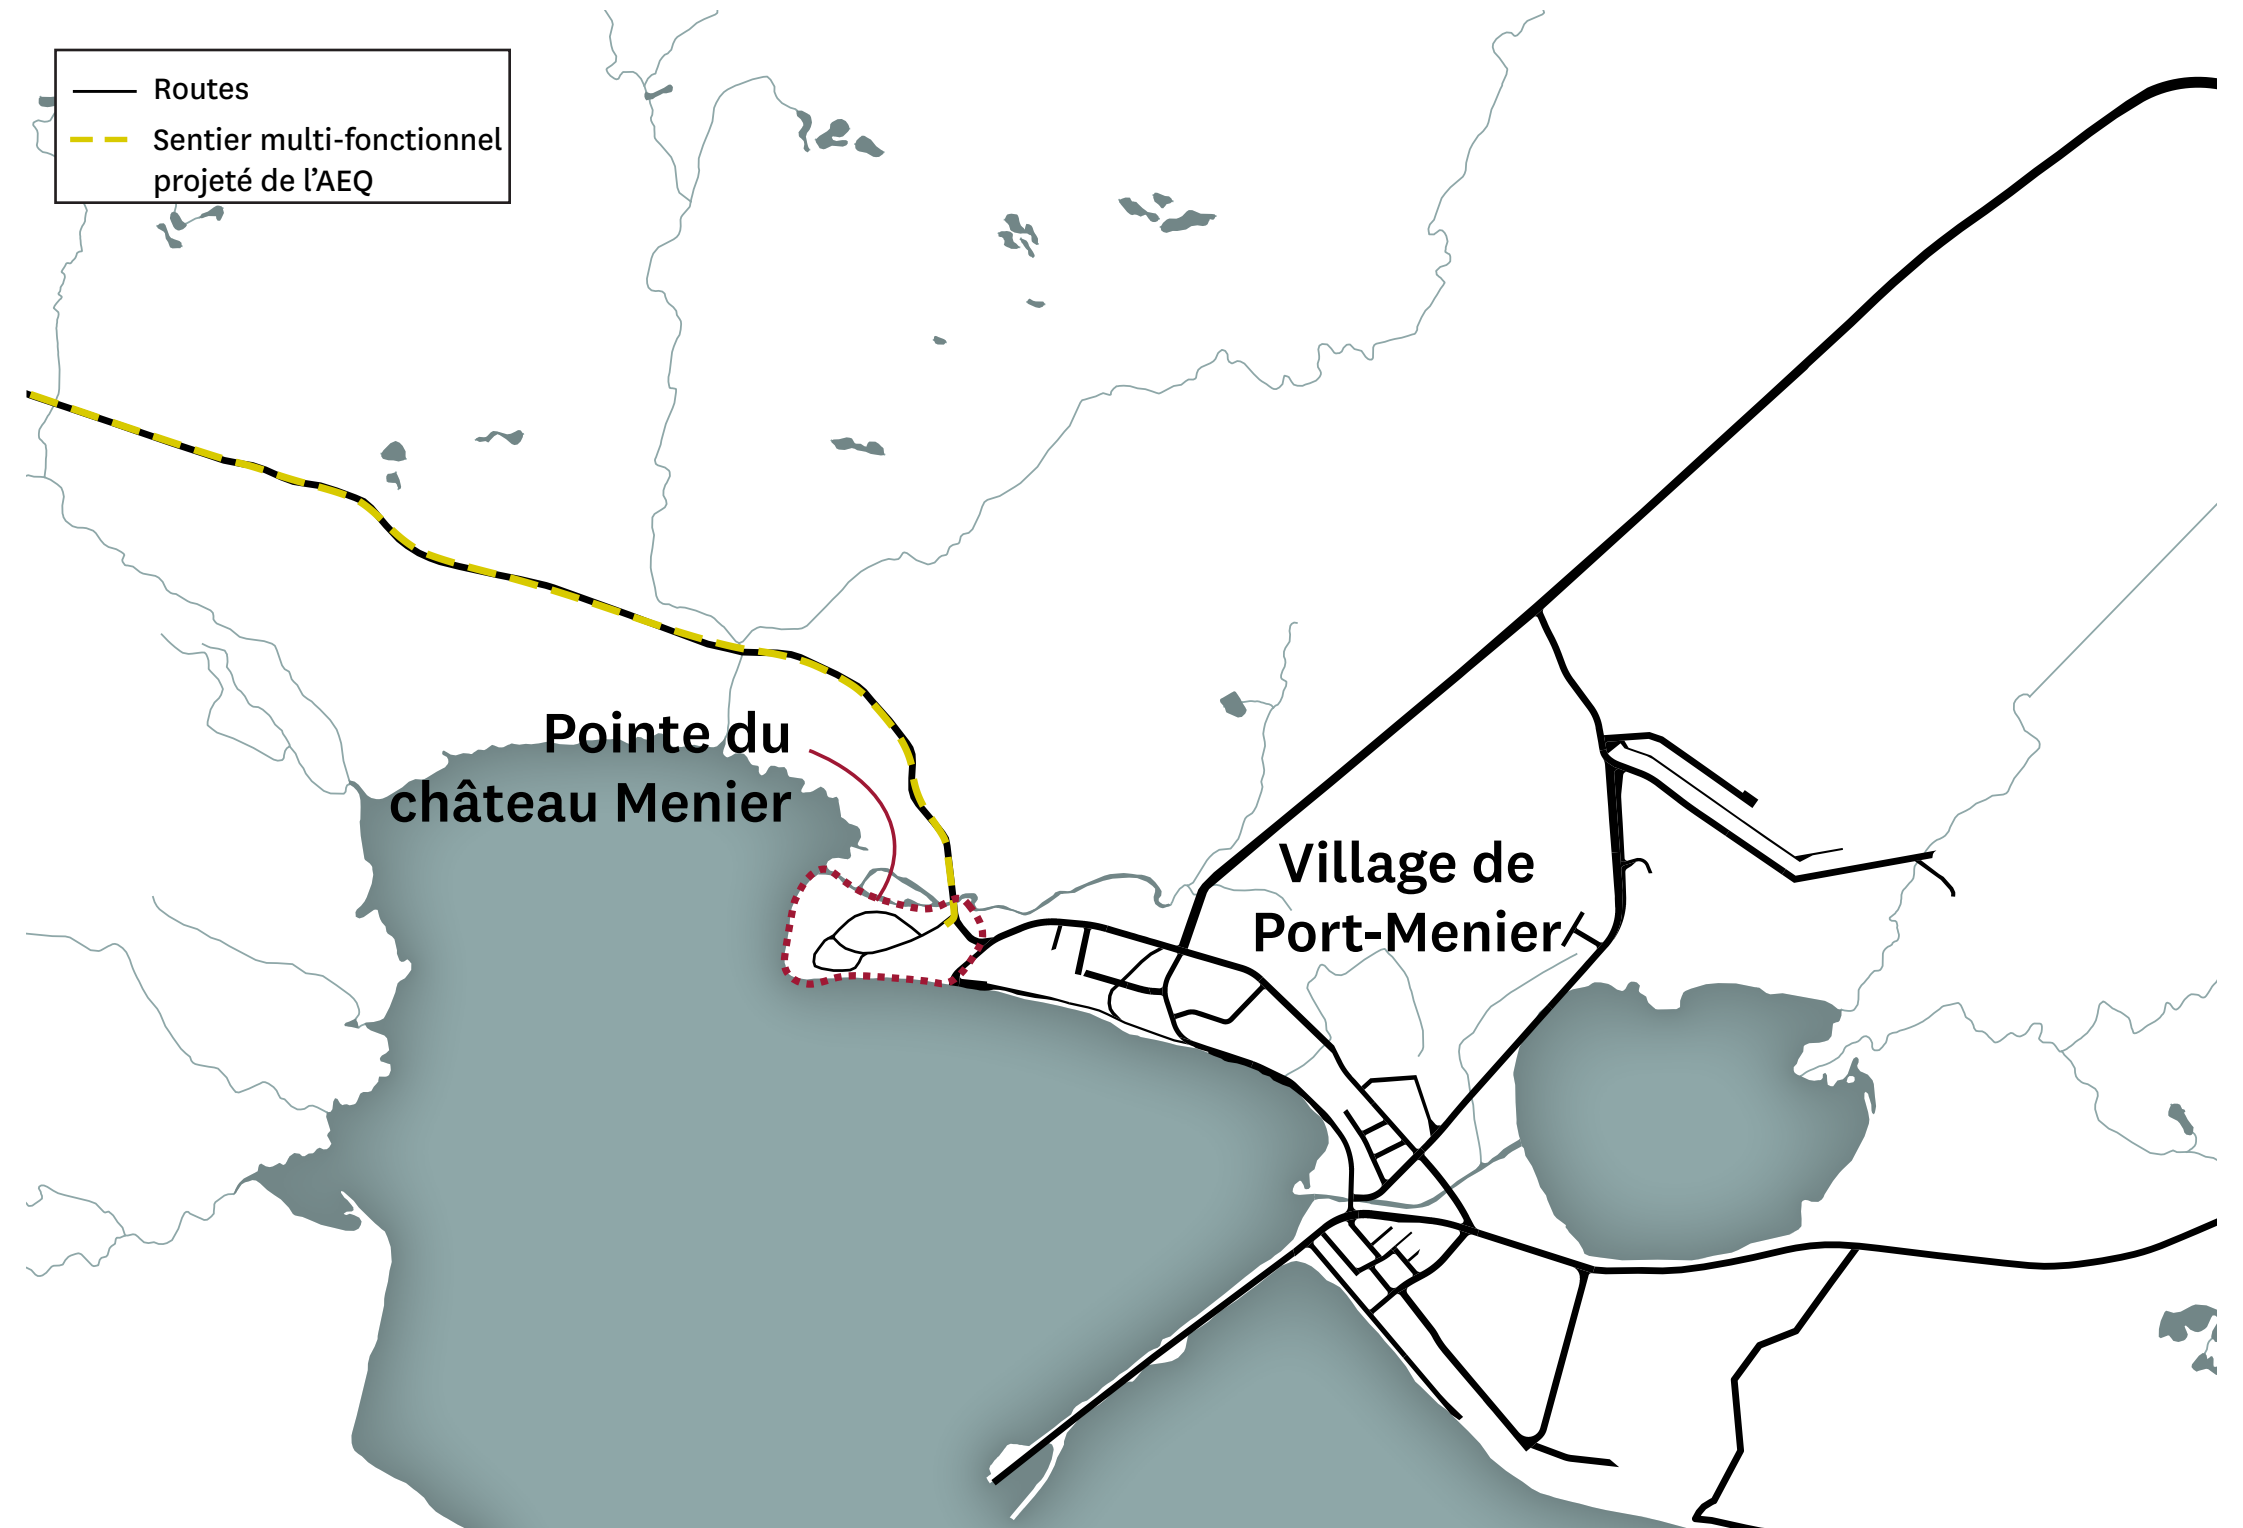 Routes
Sentier multi-fonctionnel
projeté de l'AEQ
Pointe du
château Menier
Village de
Port-Menier